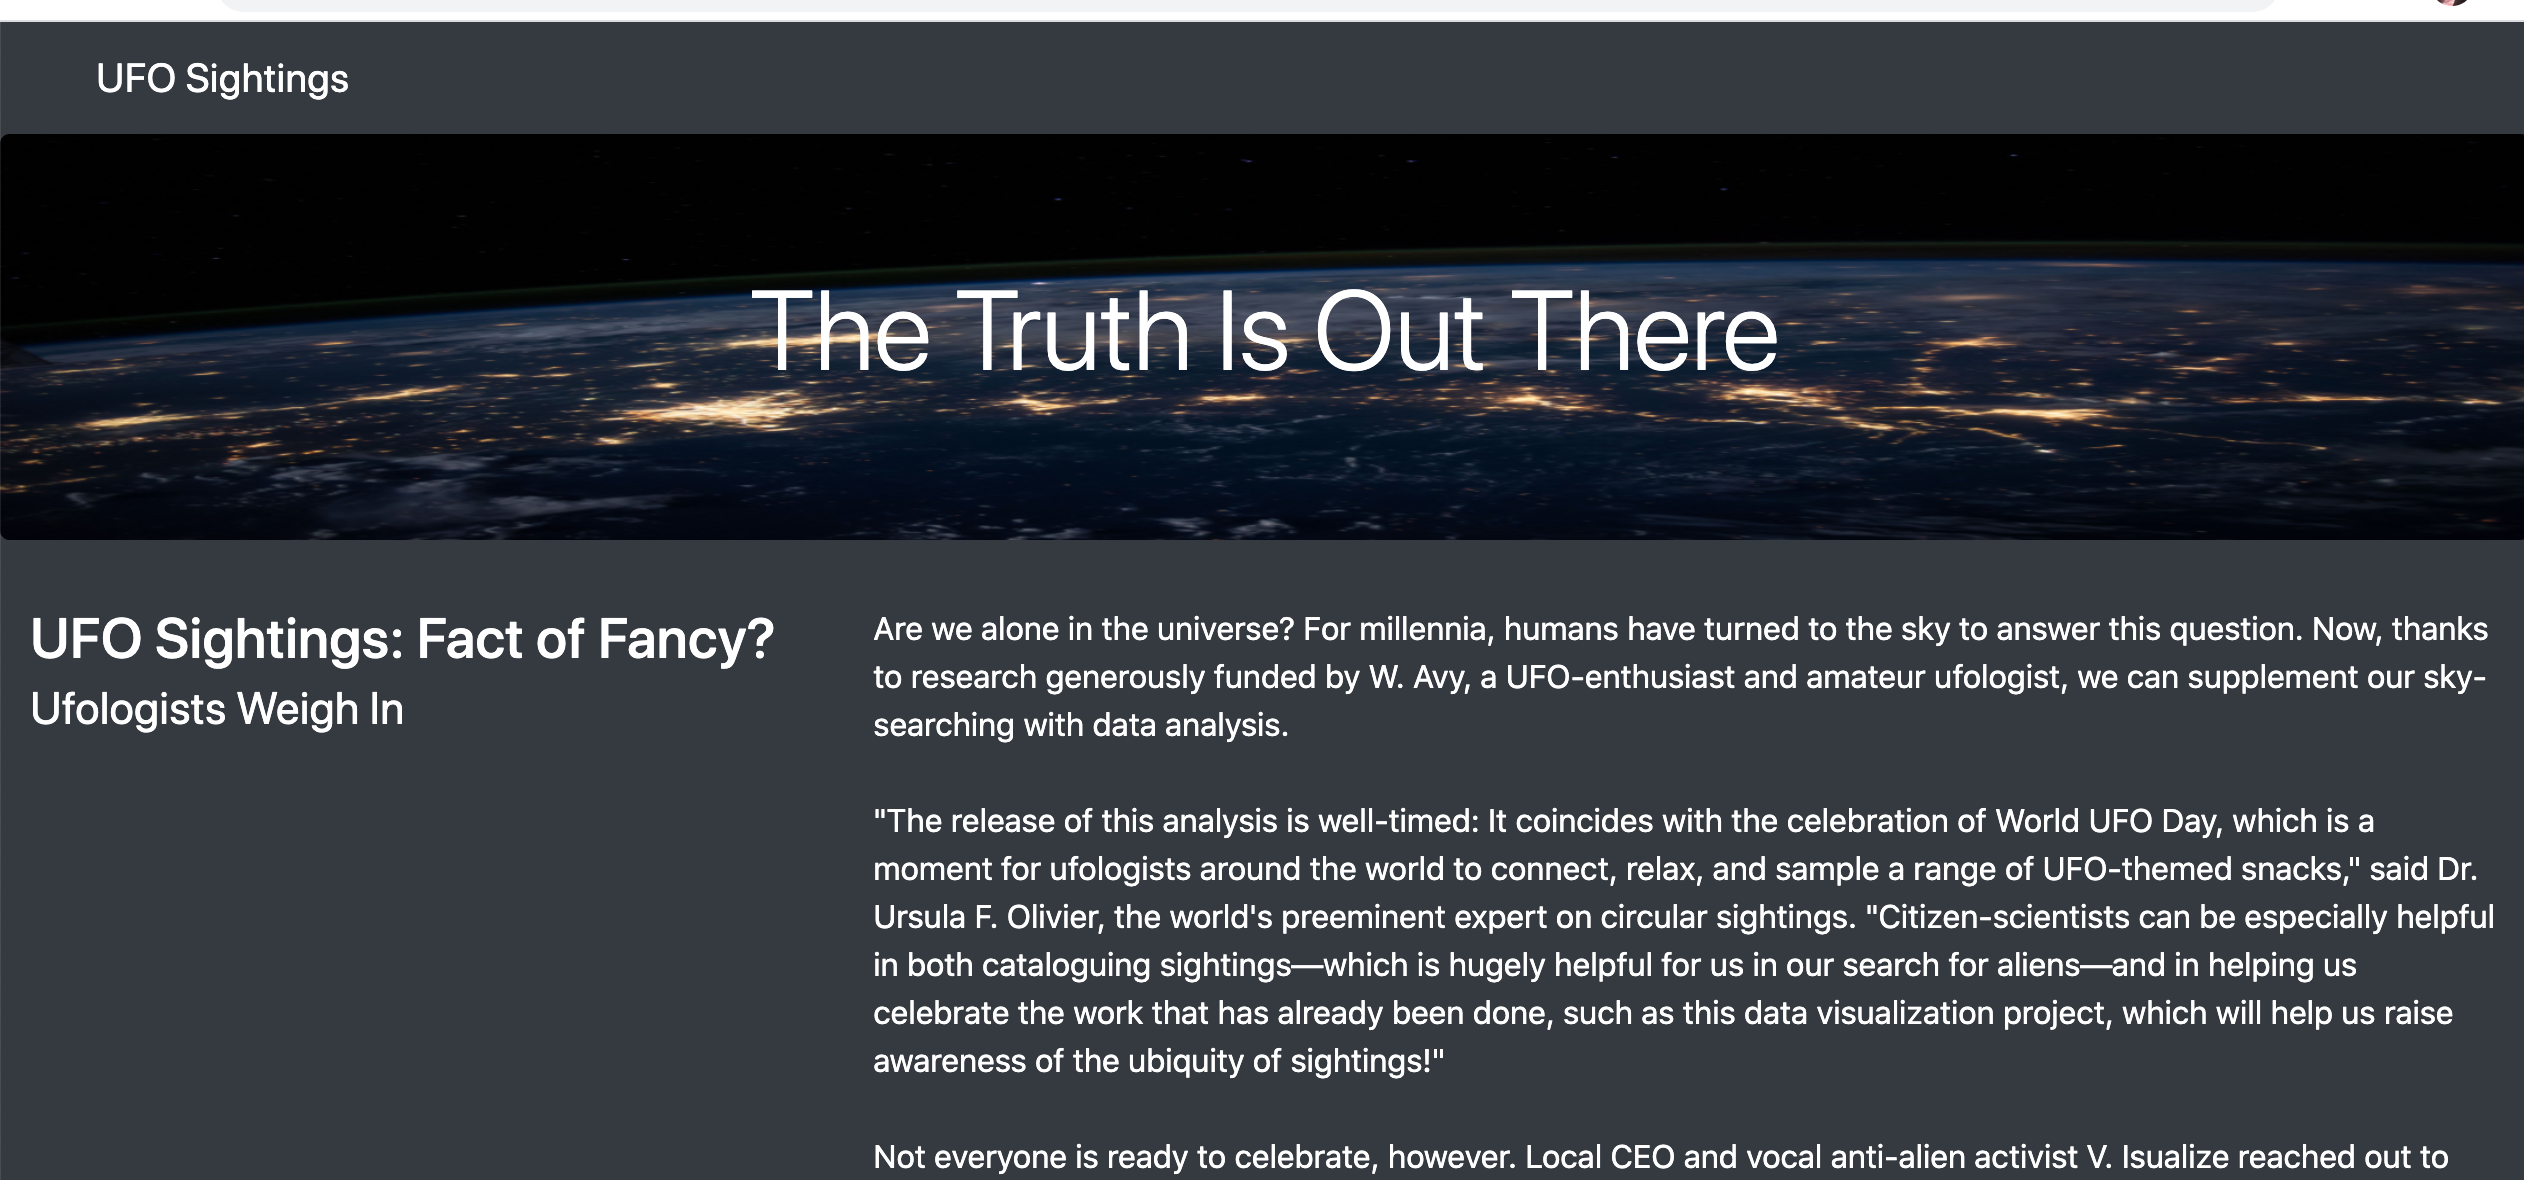 UFO Sightings
The Truth Is Out There
UFO Sightings: Fact of Fancy?
Ufologists Weigh In
Are we alone in the universe? For millennia, humans have turned to the sky to answer this question. Now, thanks
to research generously funded by W. Avy, a UFO-enthusiast and amateur ufologist, we can supplement our sky-
searching with data analysis.
"The release of this analysis is well-timed: It coincides with the celebration of World UFO Day, which is a
moment for ufologists around the world to connect, relax, and sample a range of UFO-themed snacks," said Dr.
Ursula F. Olivier, the world's preeminent expert on circular sightings. "Citizen-scientists can be especially helpful
in both cataloguing sightings—which is hugely helpful for us in our search for aliens—and in helping us
celebrate the work that has already been done, such as this data visualization project, which will help us raise
awareness of the ubiquity of sightings!"
Not everyone is ready to celebrate, however. Local CEO and vocal anti-alien activist V. Isualize reached out to